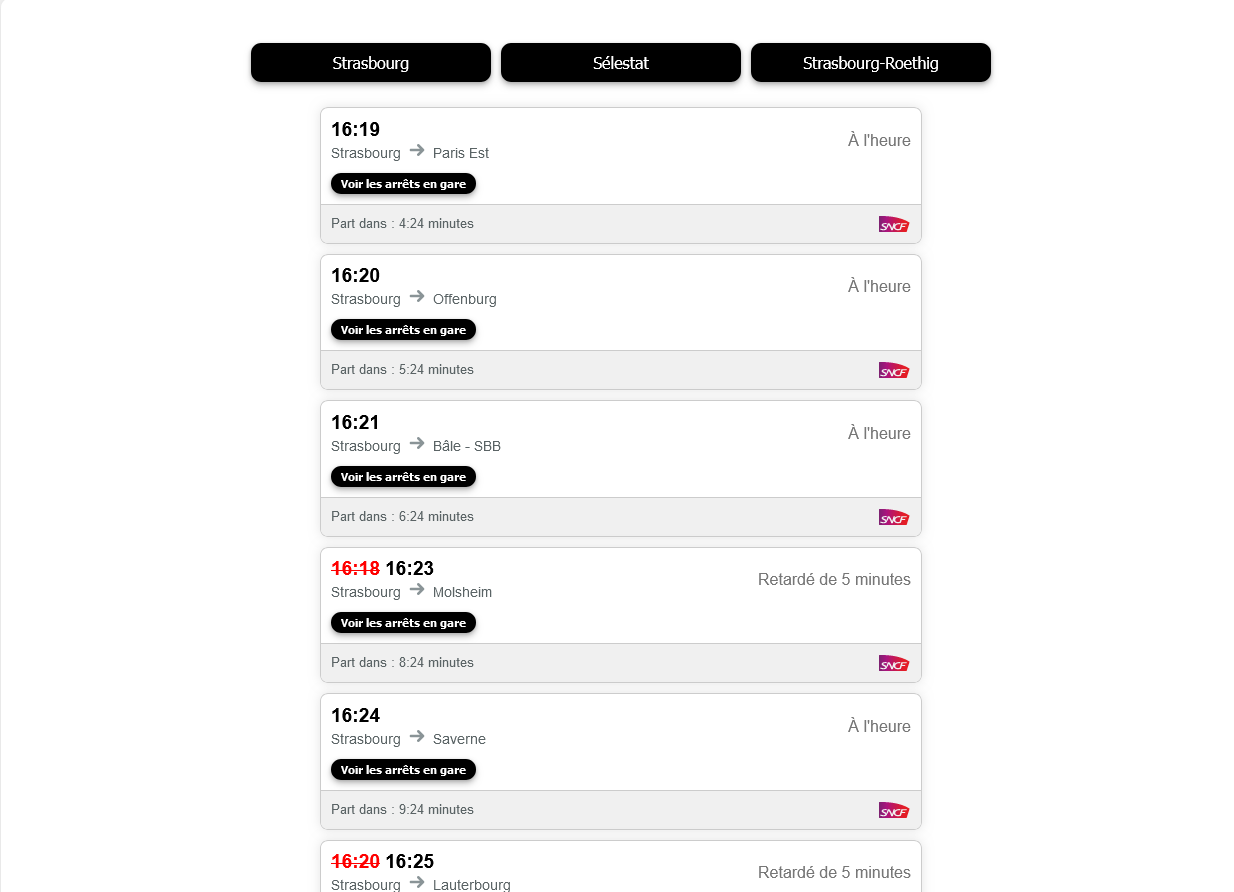 Strasbourg Sélestat Strasbourg-Roethig
16:19
À l'heure
Strasbourg → Paris Est
Voir les arrêts en gare
Part dans : 4:24 minutes
SNCF
16:20
À l'heure
Strasbourg → Offenburg
Voir les arrêts en gare
Part dans : 5:24 minutes
SNCF
16:21
À l'heure
Strasbourg → Bâle - SBB
Voir les arrêts en gare
Part dans : 6:24 minutes
SNCF
16:18 16:23
Retardé de 5 minutes
Strasbourg → Molsheim
Voir les arrêts en gare
Part dans : 8:24 minutes
SNCF
16:24
À l'heure
Strasbourg → Saverne
Voir les arrêts en gare
Part dans : 9:24 minutes
SNCF
16:20 16:25
Retardé de 5 minutes
Strasbourg → Lauterbourg